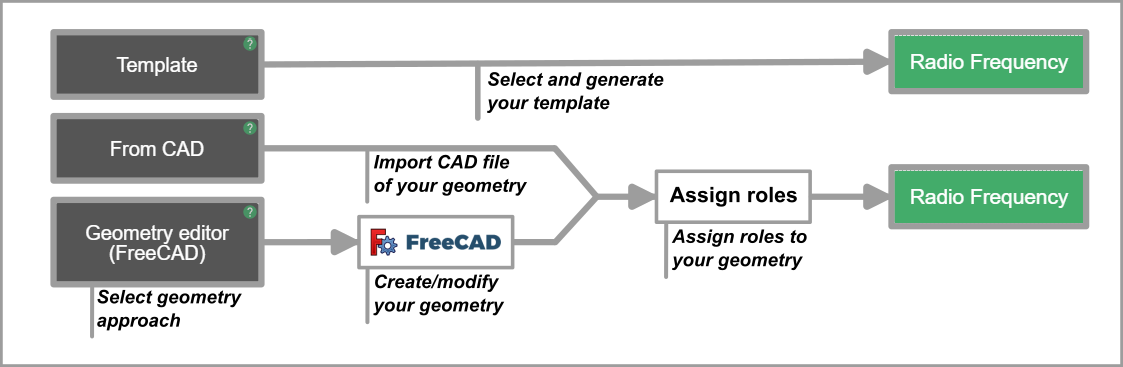 Template
?
Select and generate
your template
Radio Frequency
From CAD
?
Import CAD file
of your geometry
Geometry editor
(FreeCAD)
?
Select geometry
approach
FreeCAD
Create/modify
your geometry
Assign roles
Assign roles to
your geometry
Radio Frequency